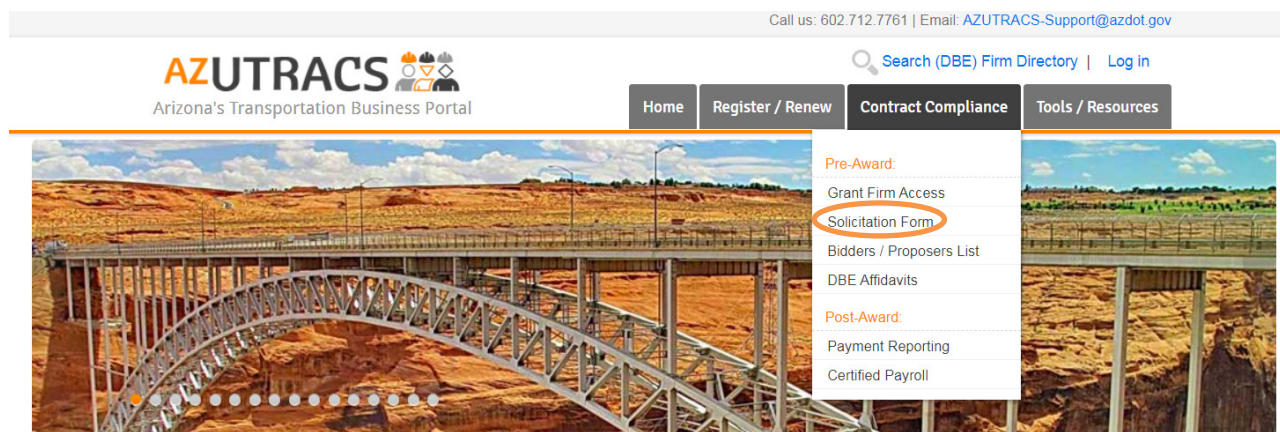 Call us: 602.712.7761 | Email: AZUTRACS-Support@azdot.gov
AZUTRACS
Arizona's Transportation Business Portal
Search (DBE) Firm Directory | Log in
Home Register / Renew Contract Compliance Tools / Resources
Pre-Award:
Grant Firm Access
Solicitation Form
Bidders / Proposers List
DBE Affidavits
Post-Award:
Payment Reporting
Certified Payroll